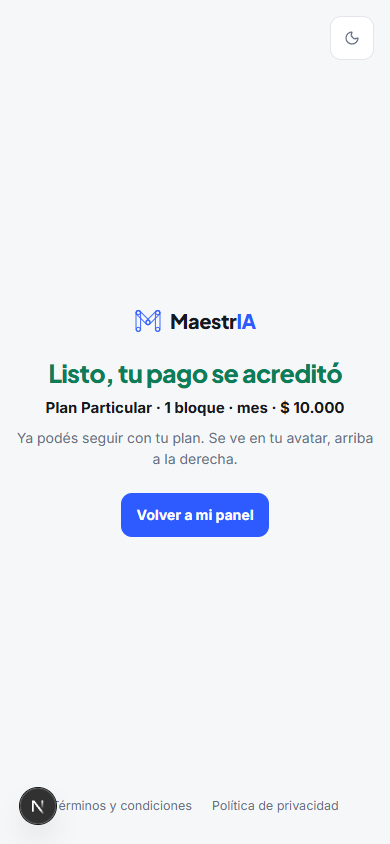 MaestrIA
Listo, tu pago se acreditó
Plan Particular · 1 bloque · mes · $ 10.000
Ya podés seguir con tu plan. Se ve en tu avatar, arriba
a la derecha.
Volver a mi panel
N Términos y condiciones Política de privacidad